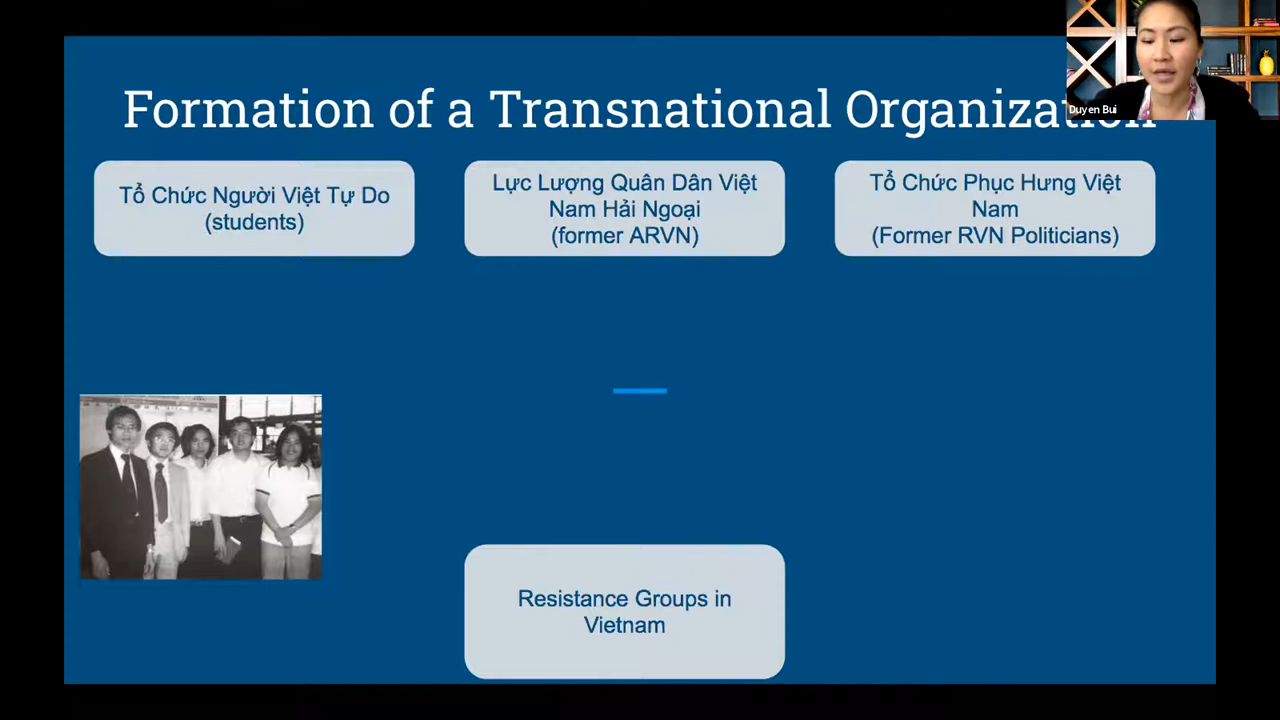 Duyen Bui
Formation of a Transnational Organization
Tổ Chức Người Việt Tự Do
(students)
Lực Lượng Quân Dân Việt
Nam Hải Ngoại
(former ARVN)
Tổ Chức Phục Hưng Việt
Nam
(Former RVN Politicians)
Resistance Groups in
Vietnam